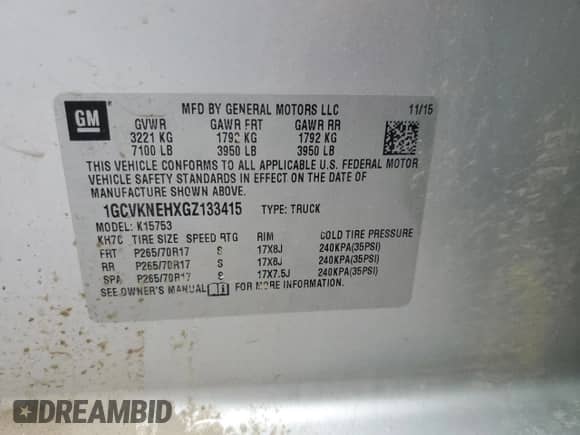 GM
MFD BY GENERAL MOTORS LLC 11/15
GVWR GAWR FRT GAWR RR
3221 KG 1792 KG 1792 KG
7100 LB 3950 LB 3950 LB
THIS VEHICLE CONFORMS TO ALL APPLICABLE U.S. FEDERAL MOTOR
VEHICLE SAFETY STANDARDS IN EFFECT ON THE DATE OF
MANUFACTURE SHOWN ABOVE.
1GCVKNEHXGZ133415 TYPE: TRUCK
MODEL: K15753
KH7C TIRE SIZE SPEED RTG RIM COLD TIRE PRESSURE
FRT P265/70R17 S 17X8J 240KPA(35PSI)
RR P265/70R17 S 17X8J 240KPA(35PSI)
SPA P265/70R17 S 17X7.5J 240KPA(35PSI)
SEE OWNER'S MANUAL FOR MORE INFORMATION.
DREAMBID